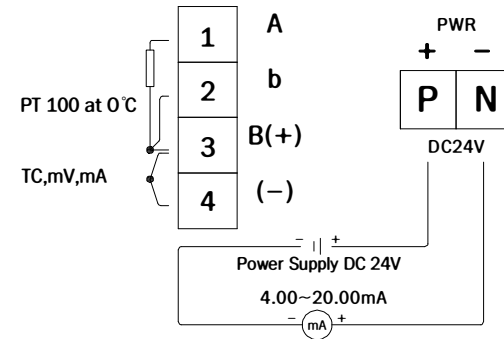 1 A
2 b
3 B(+)
4 (−)
PT 100 at 0℃
TC,mV,mA
PWR
+ −
P N
DC24V
− +
Power Supply DC 24V
4.00~20.00mA
− mA +